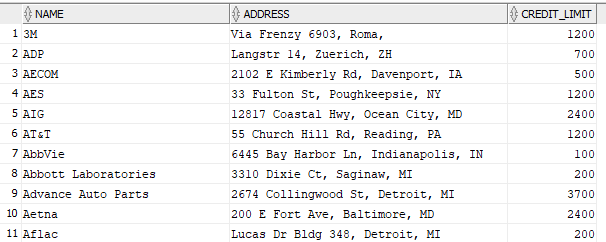 NAME ADDRESS CREDIT_LIMIT
1 3M Via Frenzy 6903, Roma, 1200
2 ADP Langstr 14, Zuerich, ZH 700
3 AECOM 2102 E Kimberly Rd, Davenport, IA 500
4 AES 33 Fulton St, Poughkeepsie, NY 1200
5 AIG 12817 Coastal Hwy, Ocean City, MD 2400
6 AT&T 55 Church Hill Rd, Reading, PA 1200
7 AbbVie 6445 Bay Harbor Ln, Indianapolis, IN 100
8 Abbott Laboratories 3310 Dixie Ct, Saginaw, MI 200
9 Advance Auto Parts 2674 Collingwood St, Detroit, MI 3700
10 Aetna 200 E Fort Ave, Baltimore, MD 2400
11 Aflac Lucas Dr Bldg 348, Detroit, MI 200